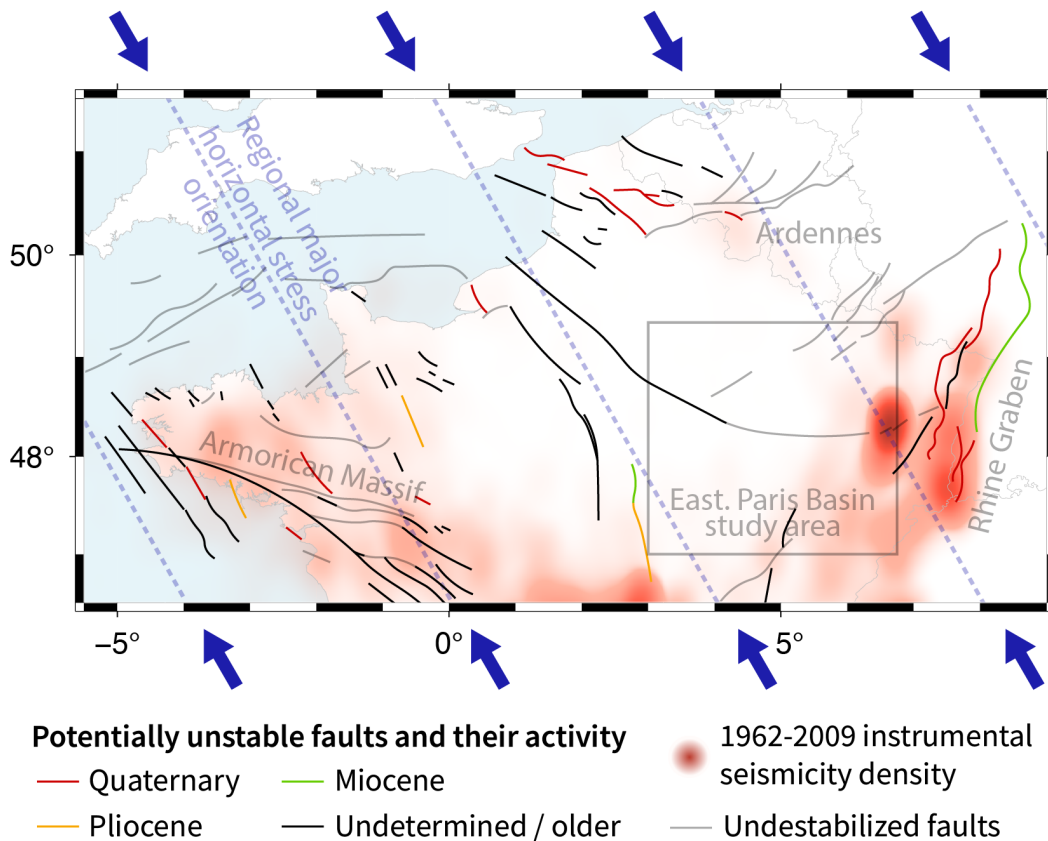 Regional major
horizontal stress
orientation
50°
Ardennes
48°
Armorican Massif
East. Paris Basin
study area
Rhine Graben
–5°
0°
5°
Potentially unstable faults and their activity
Quaternary
Miocene
Pliocene
Undetermined / older
1962-2009 instrumental
seismicity density
Undestabilized faults